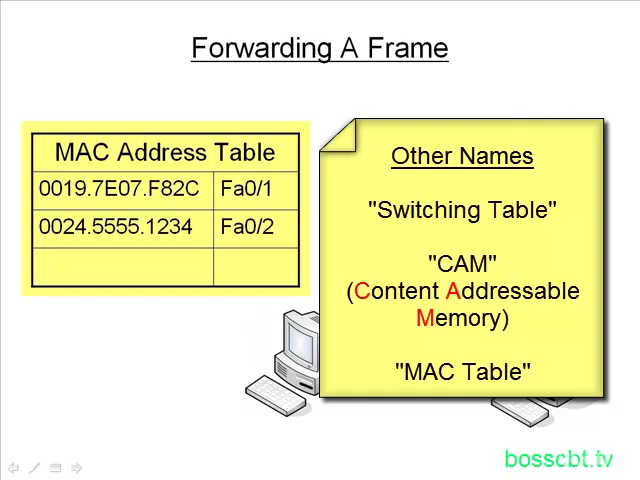 Forwarding A Frame
MAC Address Table
0019.7E07.F82C Fa0/1
0024.5555.1234 Fa0/2
Other Names
"Switching Table"
"CAM"
(Content Addressable
Memory)
"MAC Table"
bosscbt.tv